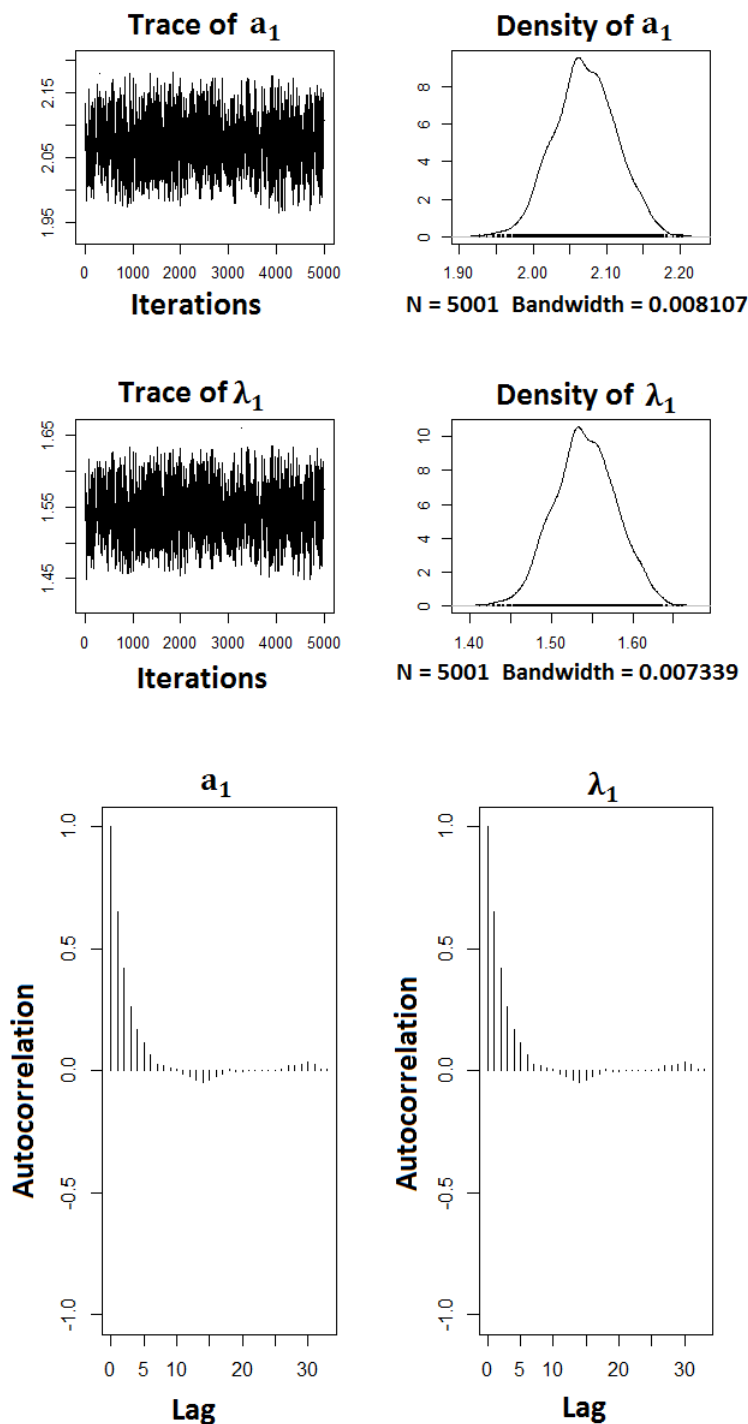 Trace of a₁
2.15
2.05
1.95
0 1000 2000 3000 4000 5000
Iterations
Density of a₁
8
6
4
2
0
1.90 2.00 2.10 2.20
N = 5001 Bandwidth = 0.008107
Trace of λ₁
1.65
1.55
1.45
0 1000 2000 3000 4000 5000
Iterations
Density of λ₁
10
8
6
4
2
0
1.40 1.50 1.60
N = 5001 Bandwidth = 0.007339
a₁
Autocorrelation
1.0
0.5
0.0
-0.5
-1.0
0 5 10 20 30
Lag
λ₁
Autocorrelation
1.0
0.5
0.0
-0.5
-1.0
0 5 10 20 30
Lag